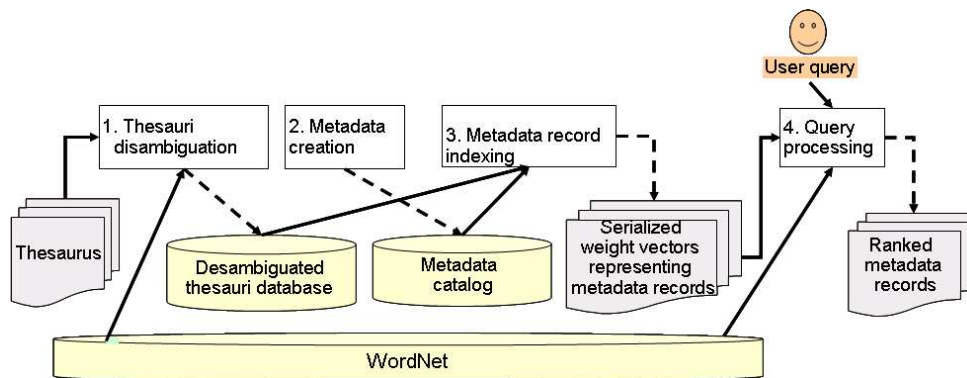 User query
1. Thesauri
disambiguation
2. Metadata
creation
3. Metadata record
indexing
4. Query
processing
Thesaurus
Desambiguated
thesauri database
Metadata
catalog
Serialized
weight vectors
representing
metadata records
Ranked
metadata
records
WordNet